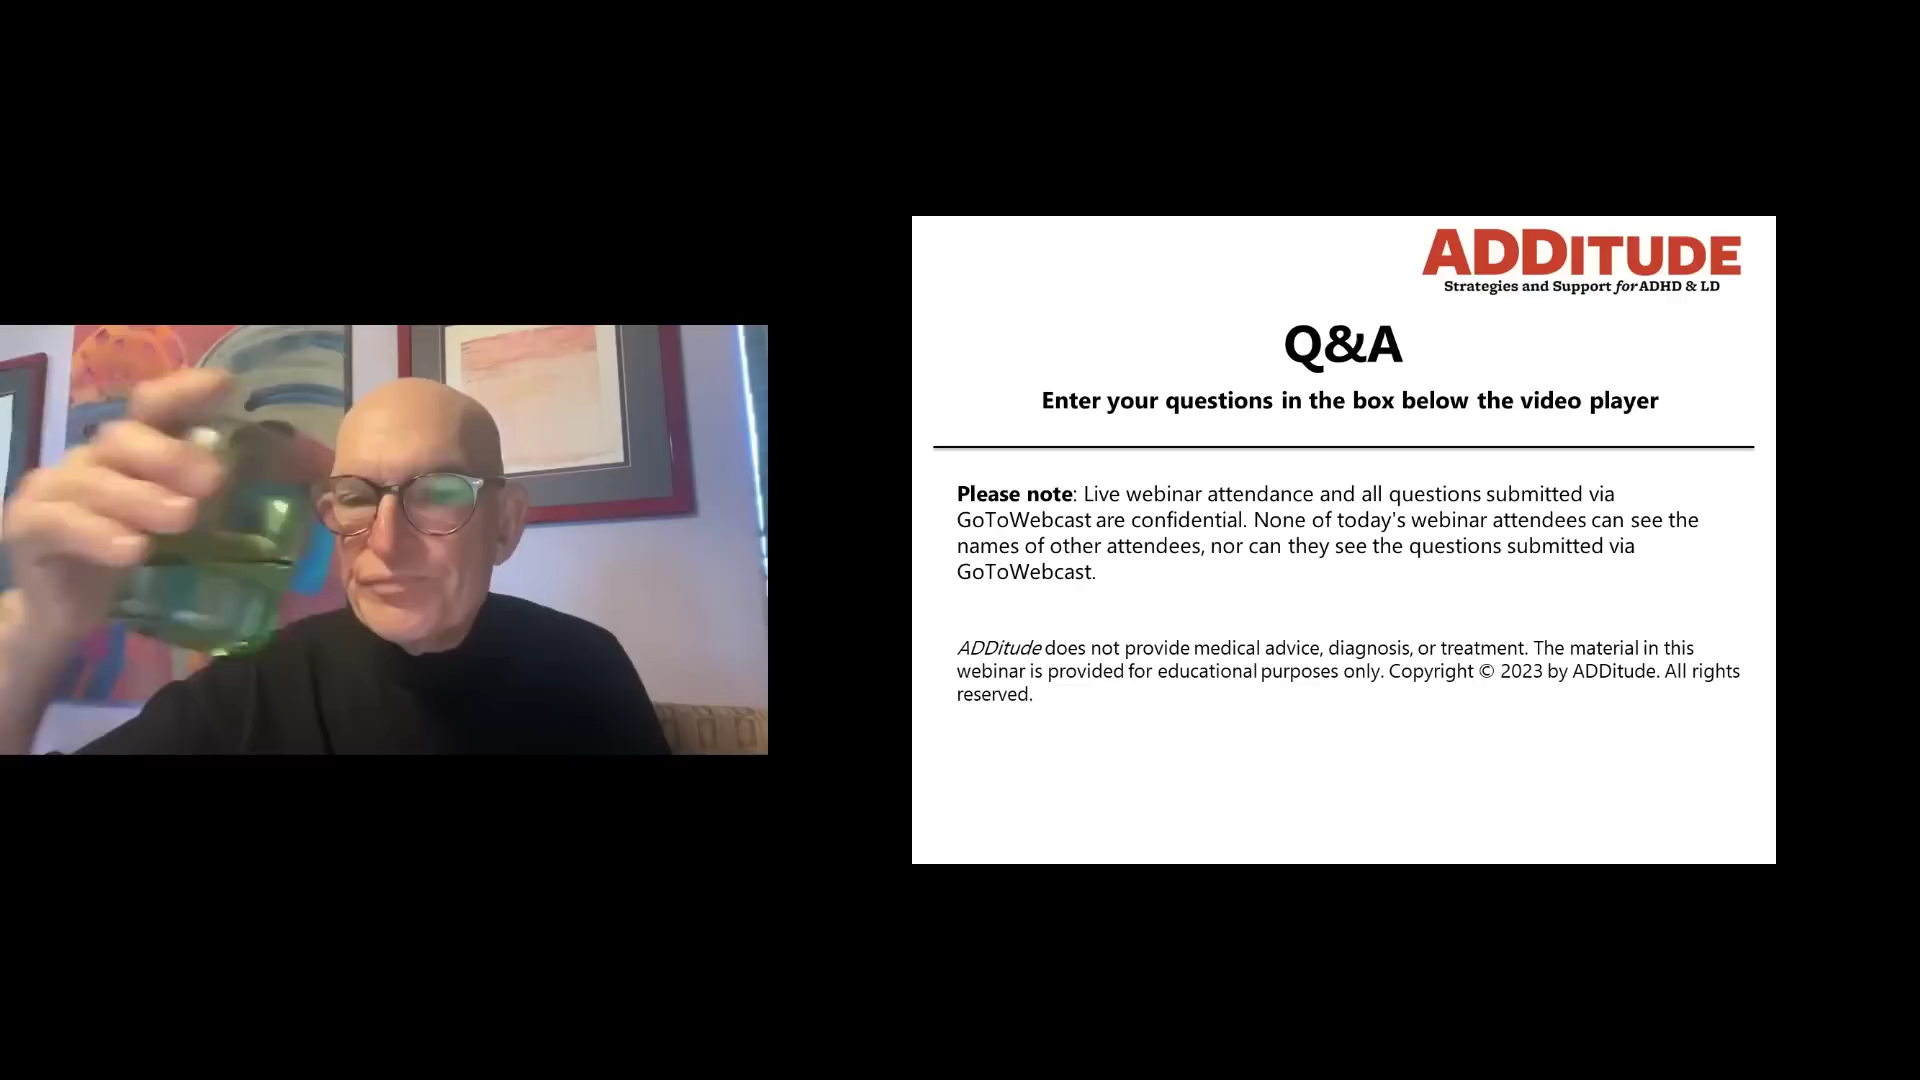 ADDITUDE
Strategies and Support for ADHD & LD
Q&A
Enter your questions in the box below the video player
Please note: Live webinar attendance and all questions submitted via
GoToWebcast are confidential. None of today's webinar attendees can see the
names of other attendees, nor can they see the questions submitted via
GoToWebcast.
ADDitude does not provide medical advice, diagnosis, or treatment. The material in this
webinar is provided for educational purposes only. Copyright © 2023 by ADDitude. All rights
reserved.